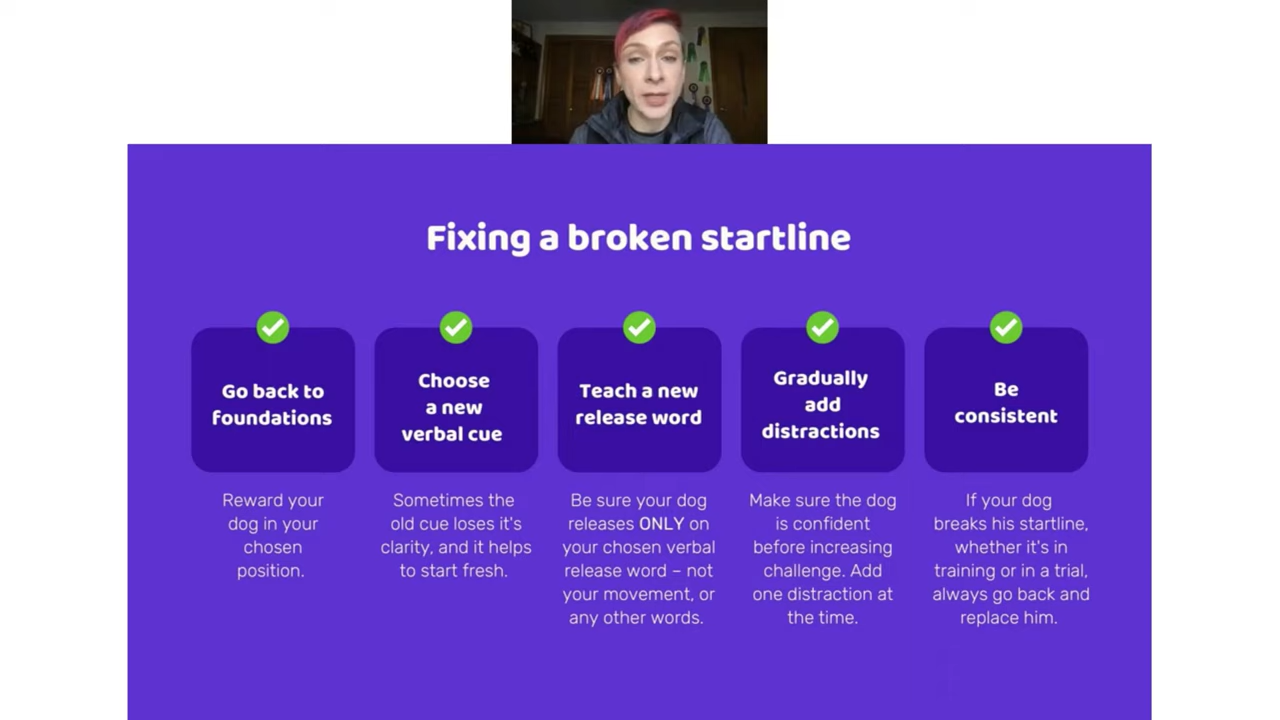 Fixing a broken startline
Go back to
foundations
Reward your
dog in your
chosen
position.
Choose
a new
verbal cue
Sometimes the
old cue loses it's
clarity, and it helps
to start fresh.
Teach a new
release word
Be sure your dog
releases ONLY on
your chosen verbal
release word – not
your movement, or
any other words.
Gradually
add
distractions
Make sure the dog
is confident
before increasing
challenge. Add
one distraction at
the time.
Be
consistent
If your dog
breaks his startline,
whether it's in
training or in a trial,
always go back and
replace him.